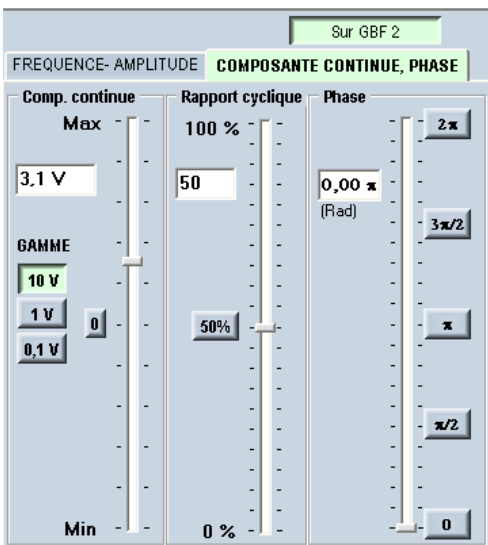 Sur GBF 2
FREQUENCE- AMPLITUDE COMPOSANTE CONTINUE, PHASE
Comp. continue
Max
3,1 V
GAMME
10 V
1 V
0
0,1 V
Min
Rapport cyclique
100 %
50
50%
0 %
Phase
2π
0,00 π
(Rad)
3π/2
π
π/2
0